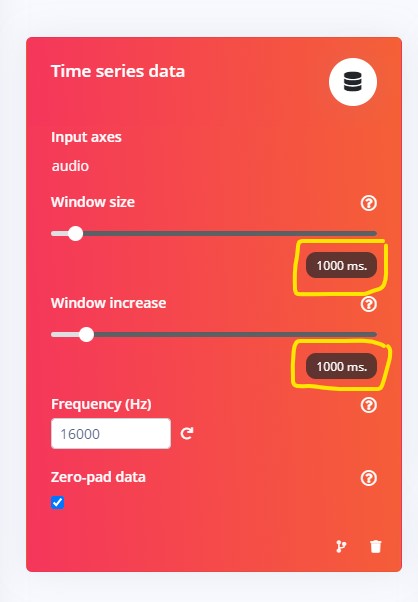 Time series data
Input axes
audio
Window size
?
1000 ms.
Window increase
?
1000 ms.
Frequency (Hz)
?
16000
Zero-pad data
?